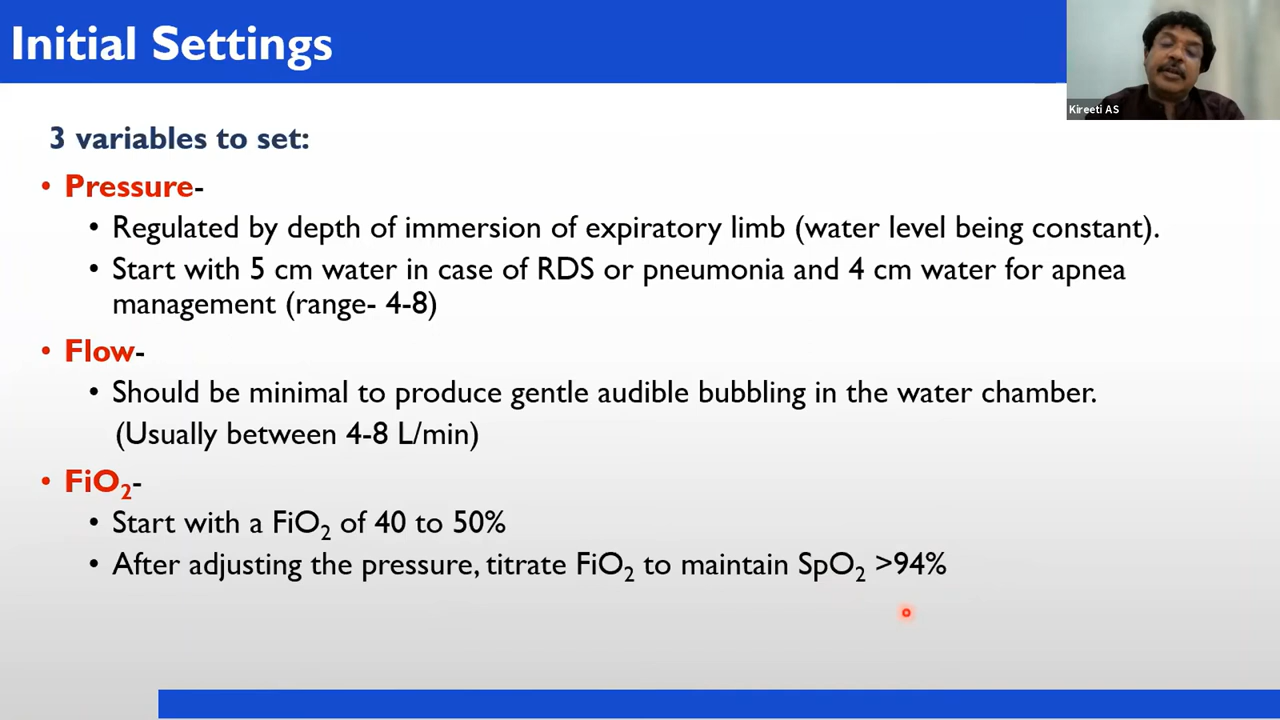 Initial Settings
Kireeti AS
3 variables to set:
• Pressure-
• Regulated by depth of immersion of expiratory limb (water level being constant).
• Start with 5 cm water in case of RDS or pneumonia and 4 cm water for apnea
management (range- 4-8)
• Flow-
• Should be minimal to produce gentle audible bubbling in the water chamber.
(Usually between 4-8 L/min)
• FiO₂-
• Start with a FiO₂ of 40 to 50%
• After adjusting the pressure, titrate FiO₂ to maintain SpO₂ >94%